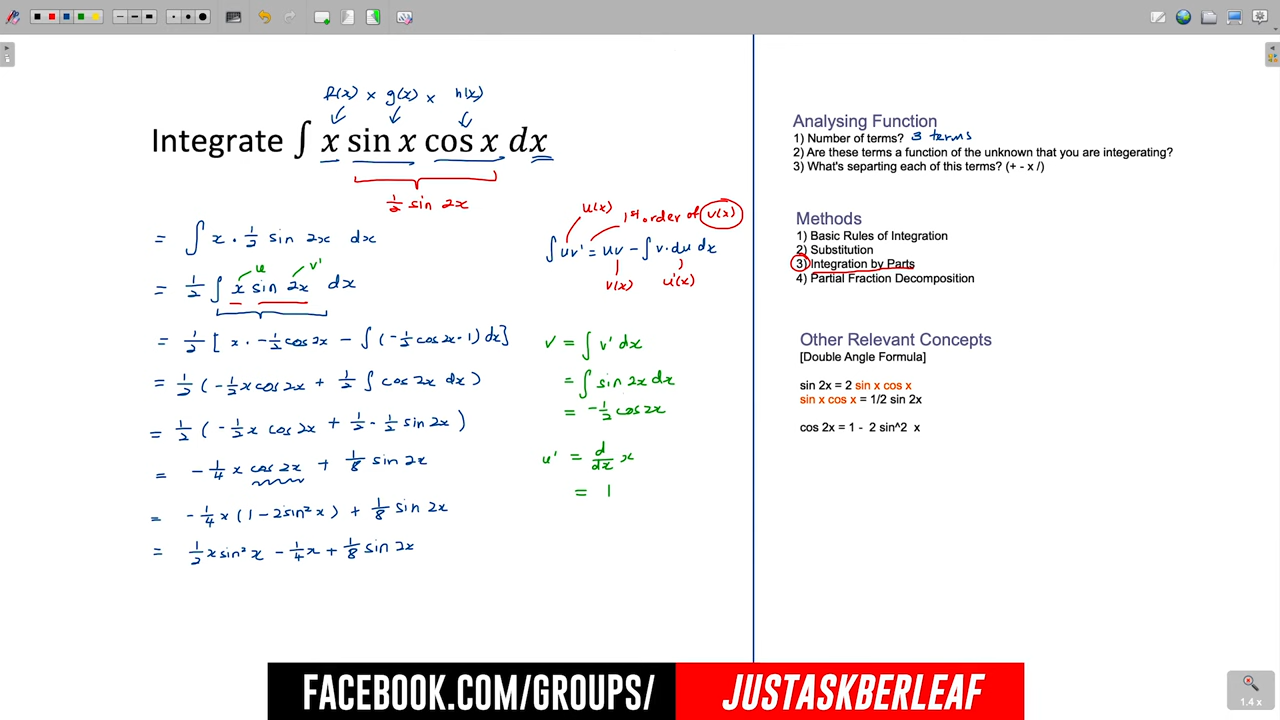 f(x) × g(x) × h(x)
Integrate ∫ x sin x cos x dx
1/2 sin 2x
= ∫ x · 1/2 sin 2x dx
u v'
= 1/2 ∫ x sin 2x dx
= 1/2 [ x · -1/2 cos 2x - ∫ (-1/2 cos 2x · 1) dx ]
= 1/2 ( -1/2 x cos 2x + 1/2 ∫ cos 2x dx )
= 1/2 ( -1/2 x cos 2x + 1/2 · 1/2 sin 2x )
= -1/4 x cos 2x + 1/8 sin 2x
= -1/4 x (1 - 2 sin² x) + 1/8 sin 2x
= 1/2 x sin² x - 1/4 x + 1/8 sin 2x
u(x) 1st order of v(x)
∫ uv' = uv - ∫ v · du dx
v(x) u'(x)
v = ∫ v' dx
= ∫ sin 2x dx
= -1/2 cos 2x
u' = d/dx x
= 1
Analysing Function
1) Number of terms? 3 terms
2) Are these terms a function of the unknown that you are integerating?
3) What's separting each of this terms? (+ - x /)
Methods
1) Basic Rules of Integration
2) Substitution
3) Integration by Parts
4) Partial Fraction Decomposition
Other Relevant Concepts
[Double Angle Formula]
sin 2x = 2 sin x cos x
sin x cos x = 1/2 sin 2x
cos 2x = 1 - 2 sin^2 x
FACEBOOK.COM/GROUPS/ JUSTASKBERLEAF
1.4 x